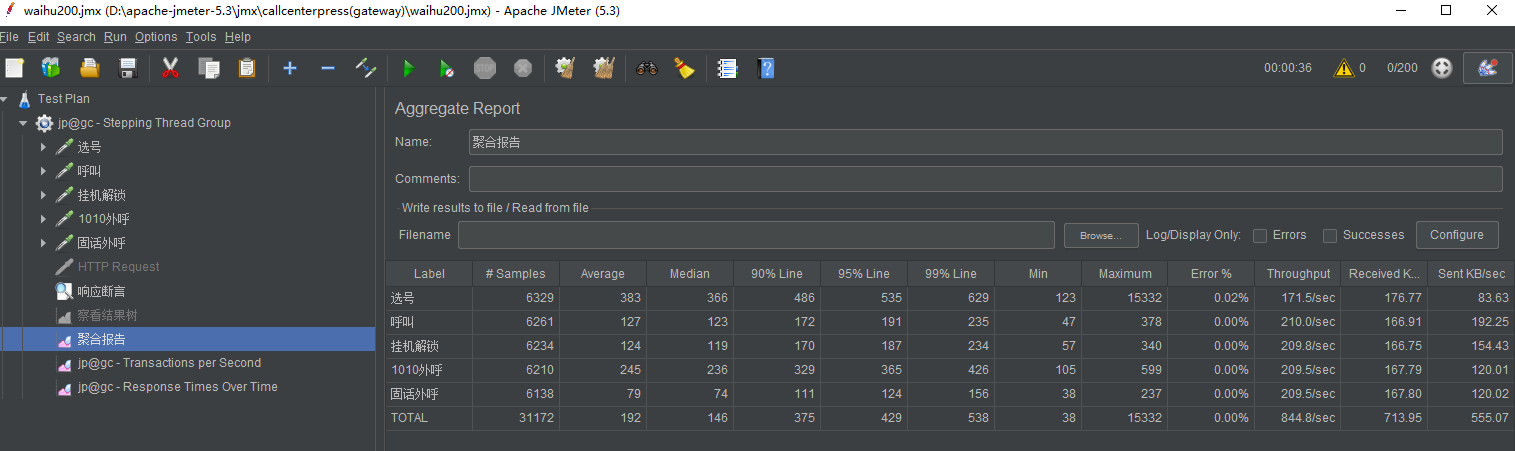 waihu200.jmx (D:\apache-jmeter-5.3\jmx\callcenterpress(gateway)\waihu200.jmx) - Apache JMeter (5.3)
File Edit Search Run Options Tools Help
STOP 00:00:36 0 0/200
Test Plan
jp@gc - Stepping Thread Group
选号
呼叫
挂机解锁
1010外呼
固话外呼
HTTP Request
响应断言
察看结果树
聚合报告
jp@gc - Transactions per Second
jp@gc - Response Times Over Time
Aggregate Report
Name: 聚合报告
Comments:
Write results to file / Read from file
Filename Browse... Log/Display Only: Errors Successes Configure
Label # Samples Average Median 90% Line 95% Line 99% Line Min Maximum Error % Throughput Received K... Sent KB/sec
选号 6329 383 366 486 535 629 123 15332 0.02% 171.5/sec 176.77 83.63
呼叫 6261 127 123 172 191 235 47 378 0.00% 210.0/sec 166.91 192.25
挂机解锁 6234 124 119 170 187 234 57 340 0.00% 209.8/sec 166.75 154.43
1010外呼 6210 245 236 329 365 426 105 599 0.00% 209.5/sec 167.79 120.01
固话外呼 6138 79 74 111 124 156 38 237 0.00% 209.5/sec 167.80 120.02
TOTAL 31172 192 146 375 429 538 38 15332 0.00% 844.8/sec 713.95 555.07